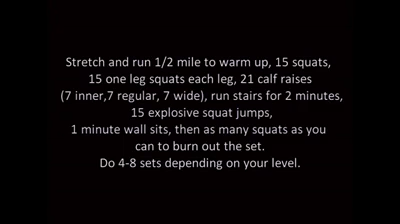 Stretch and run 1/2 mile to warm up, 15 squats,
15 one leg squats each leg, 21 calf raises
(7 inner,7 regular, 7 wide), run stairs for 2 minutes,
15 explosive squat jumps,
1 minute wall sits, then as many squats as you
can to burn out the set.
Do 4-8 sets depending on your level.